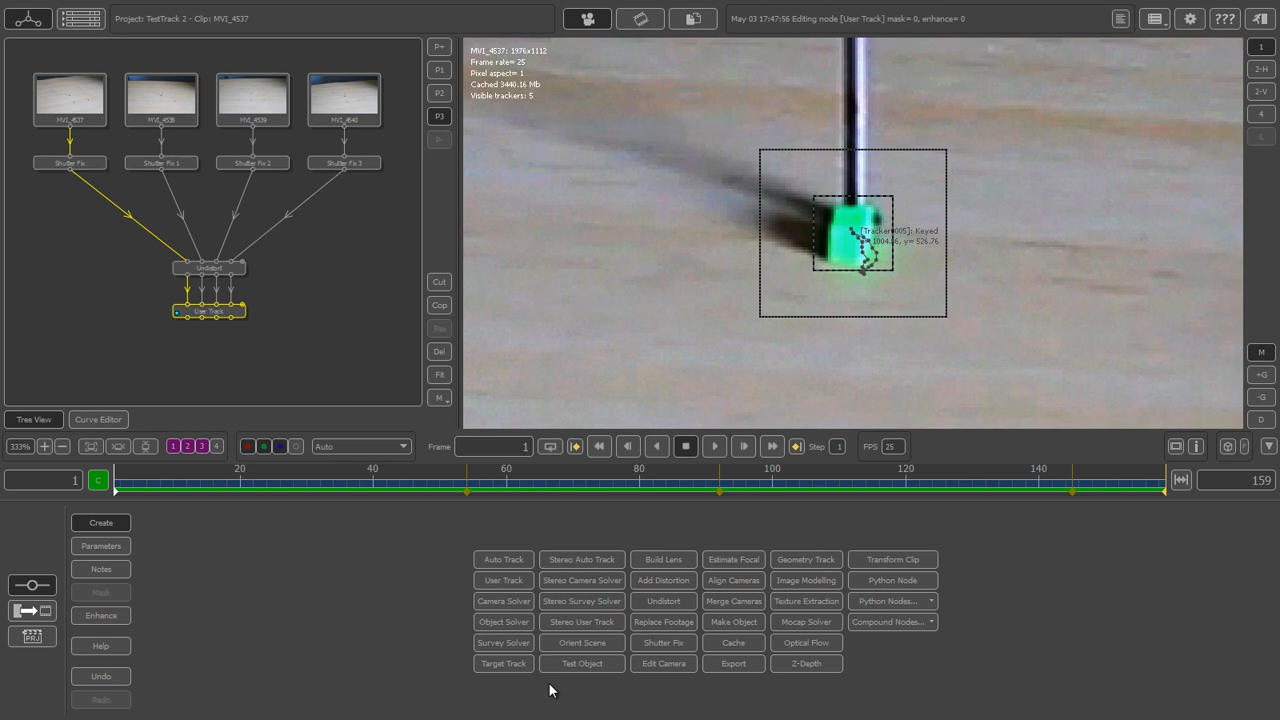 Project: TestTrack 2 - Clip: MVI_4537
May 03 17:47:56 Editing node [User Track] mask= 0, enhance= 0
???
MVI_4537
MVI_4538
MVI_4539
MVI_4540
Shutter Fix
Shutter Fix 1
Shutter Fix 2
Shutter Fix 3
Undistort
User Track
P+
P1
P2
P3
P-
Cut
Cop
Pas
Del
Fit
M
MVI_4537: 1976x1112
Frame rate= 25
Pixel aspect= 1
Cached 3440.16 Mb
Visible trackers: 5
[Tracker0005]: Keyed
y= 526.76
1
2-H
2-V
4
L
M
+G
-G
D
Tree View
Curve Editor
333%
1 2 3 4
Auto
Frame 1
Step 1
FPS 25
F
1
C
20 40 60 80 100 120 140
159
Create
Parameters
Notes
Mask
Enhance
Help
Undo
Redo
PRJ
Auto Track Stereo Auto Track Build Lens Estimate Focal Geometry Track Transform Clip
User Track Stereo Camera Solver Add Distortion Align Cameras Image Modelling Python Node
Camera Solver Stereo Survey Solver Undistort Merge Cameras Texture Extraction Python Nodes...
Object Solver Stereo User Track Replace Footage Make Object Mocap Solver Compound Nodes...
Survey Solver Orient Scene Shutter Fix Cache Optical Flow
Target Track Test Object Edit Camera Export Z-Depth